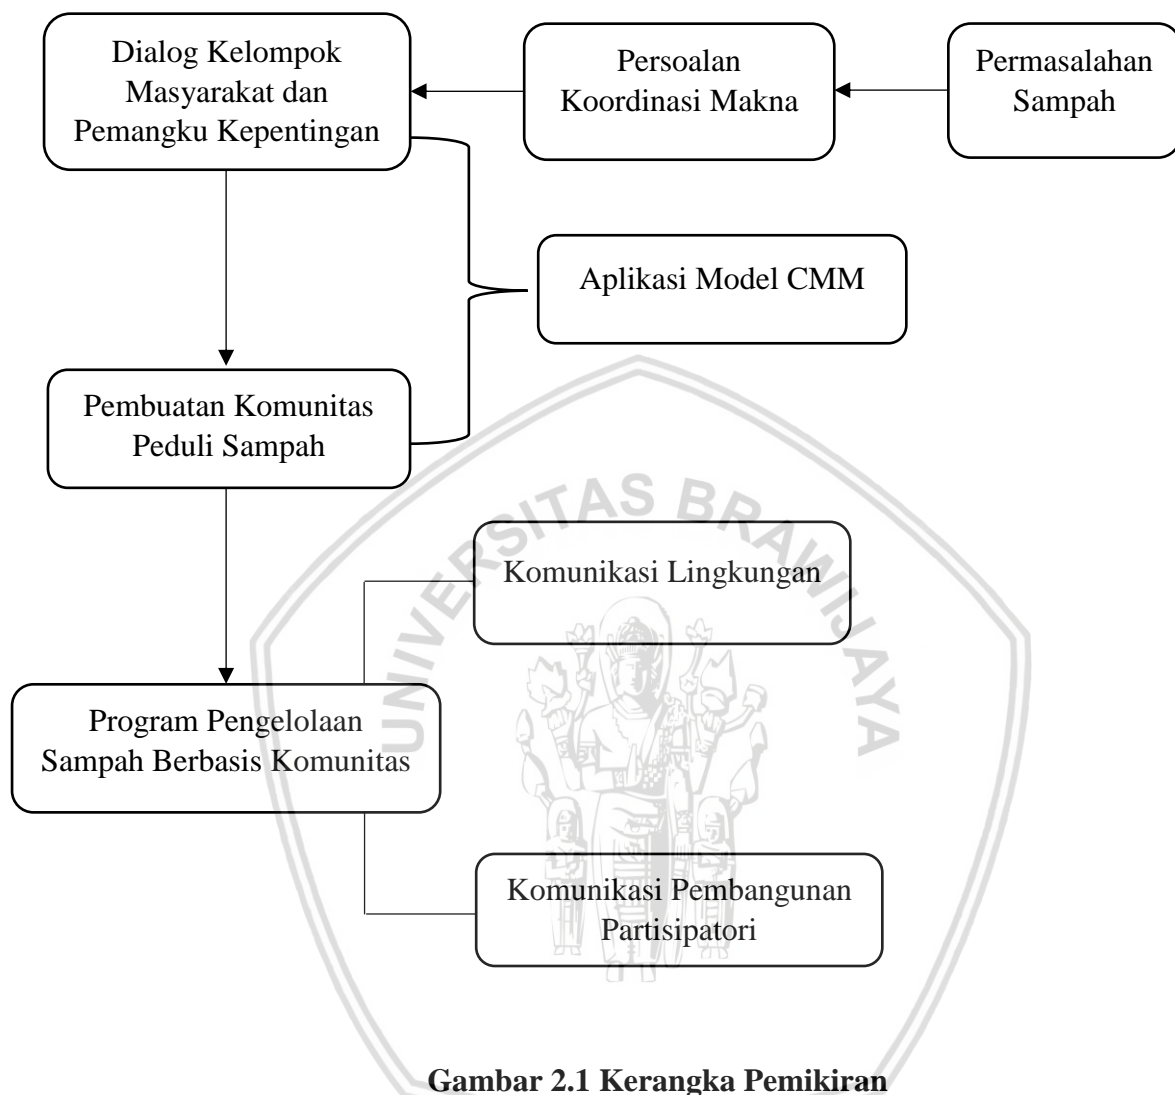 Dialog Kelompok
Masyarakat dan
Pemangku Kepentingan
Persoalan
Koordinasi Makna
Permasalahan
Sampah
Aplikasi Model CMM
Pembuatan Komunitas
Peduli Sampah
UNIVERSITAS BRAWIJAYA
Komunikasi Lingkungan
Program Pengelolaan
Sampah Berbasis Komunitas
Komunikasi Pembangunan
Partisipatori
Gambar 2.1 Kerangka Pemikiran